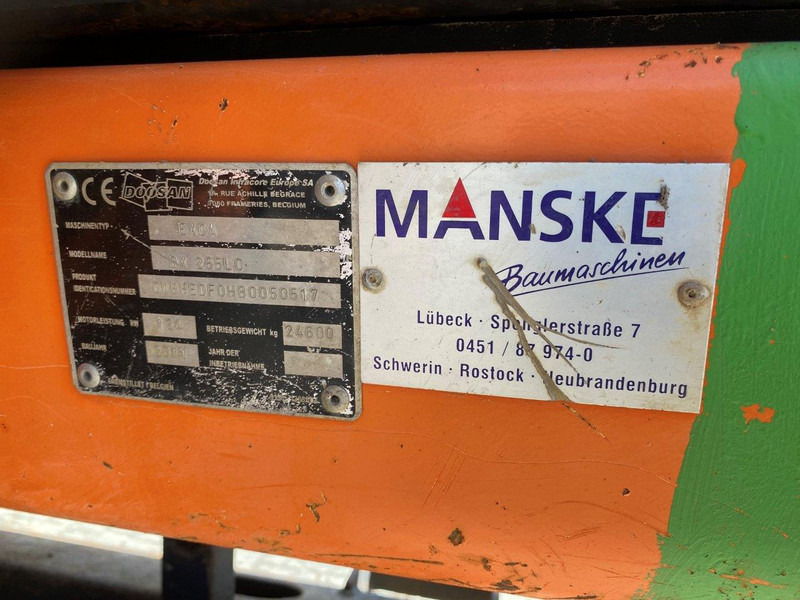 CE DOOSAN Doosan Infracore Europe SA
RUE ACHILLE DEGRACE
FRAMERIES, BELGIUM
MASCHINENTYP
MODELLNAME 255LC
PRODUKT
IDENTIFICATIONSNUMMER
MOTORLEISTUNG kW BETRIEBSGEWICHT kg 24600
BAUJAHR JAHR DER
INBETRIEBNAHME
MANSKE
Baumaschinen
Lübeck · Spenglerstraße 7
0451 / 87 974-0
Schwerin · Rostock · Neubrandenburg